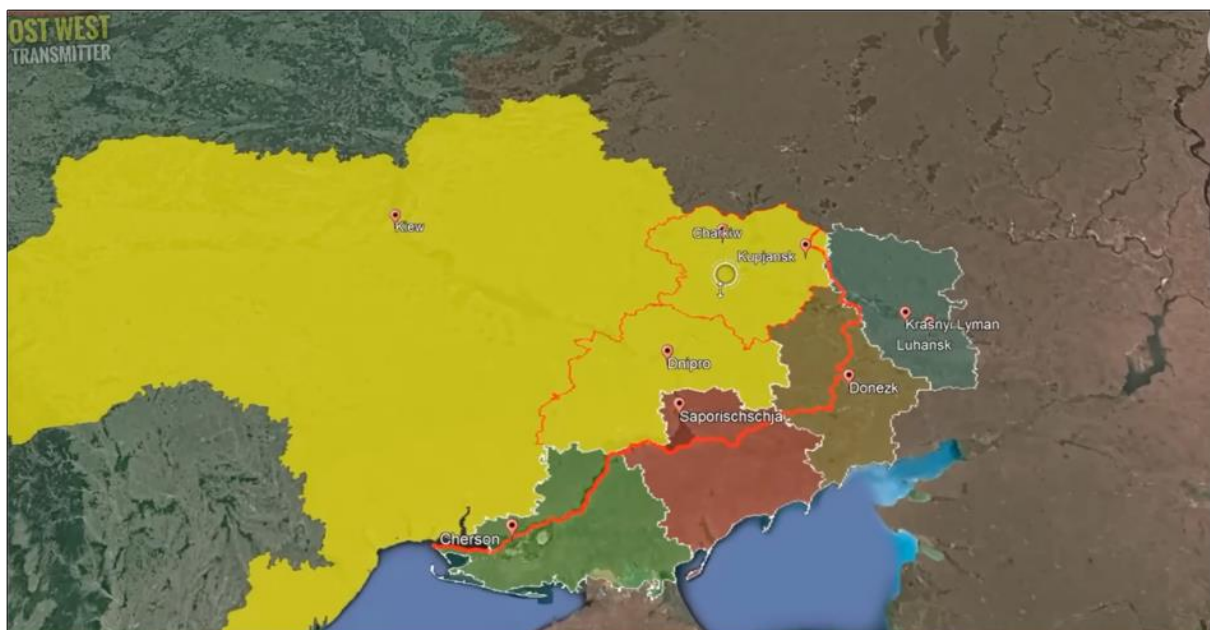 OST WEST
TRANSMITTER
Kiew
Charkiw
Kupjansk
Krasnyi Lyman
Luhansk
Dnipro
Donezk
Saporischschja
Cherson